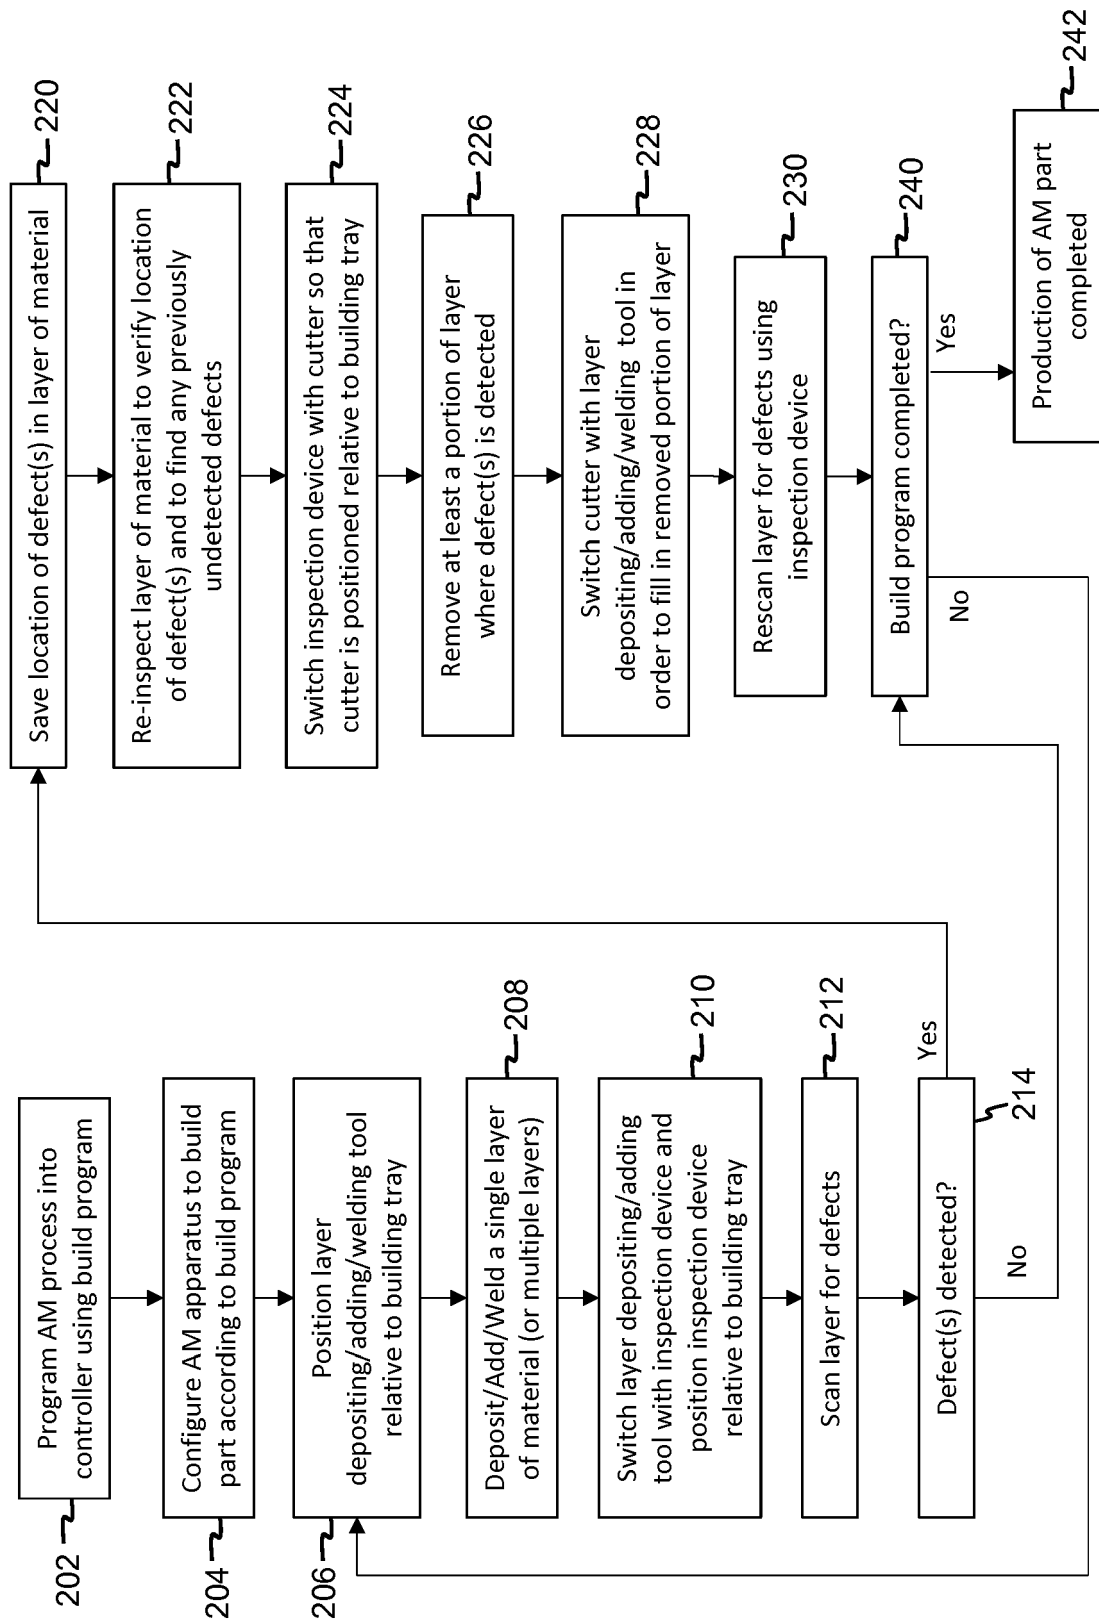 202
Program AM process into
controller using build program
204
Configure AM apparatus to build
part according to build program
206
Position layer
depositing/adding/welding tool
relative to building tray
208
Deposit/Add/Weld a single layer
of material (or multiple layers)
210
Switch layer depositing/adding
tool with inspection device and
position inspection device
relative to building tray
212
Scan layer for defects
214
Defect(s) detected?
Yes
No
220
Save location of defect(s) in layer of material
222
Re-inspect layer of material to verify location
of defect(s) and to find any previously
undetected defects
224
Switch inspection device with cutter so that
cutter is positioned relative to building tray
226
Remove at least a portion of layer
where defect(s) is detected
228
Switch cutter with layer
depositing/adding/welding tool in
order to fill in removed portion of layer
230
Rescan layer for defects using
inspection device
240
Build program completed?
Yes
No
242
Production of AM part
completed